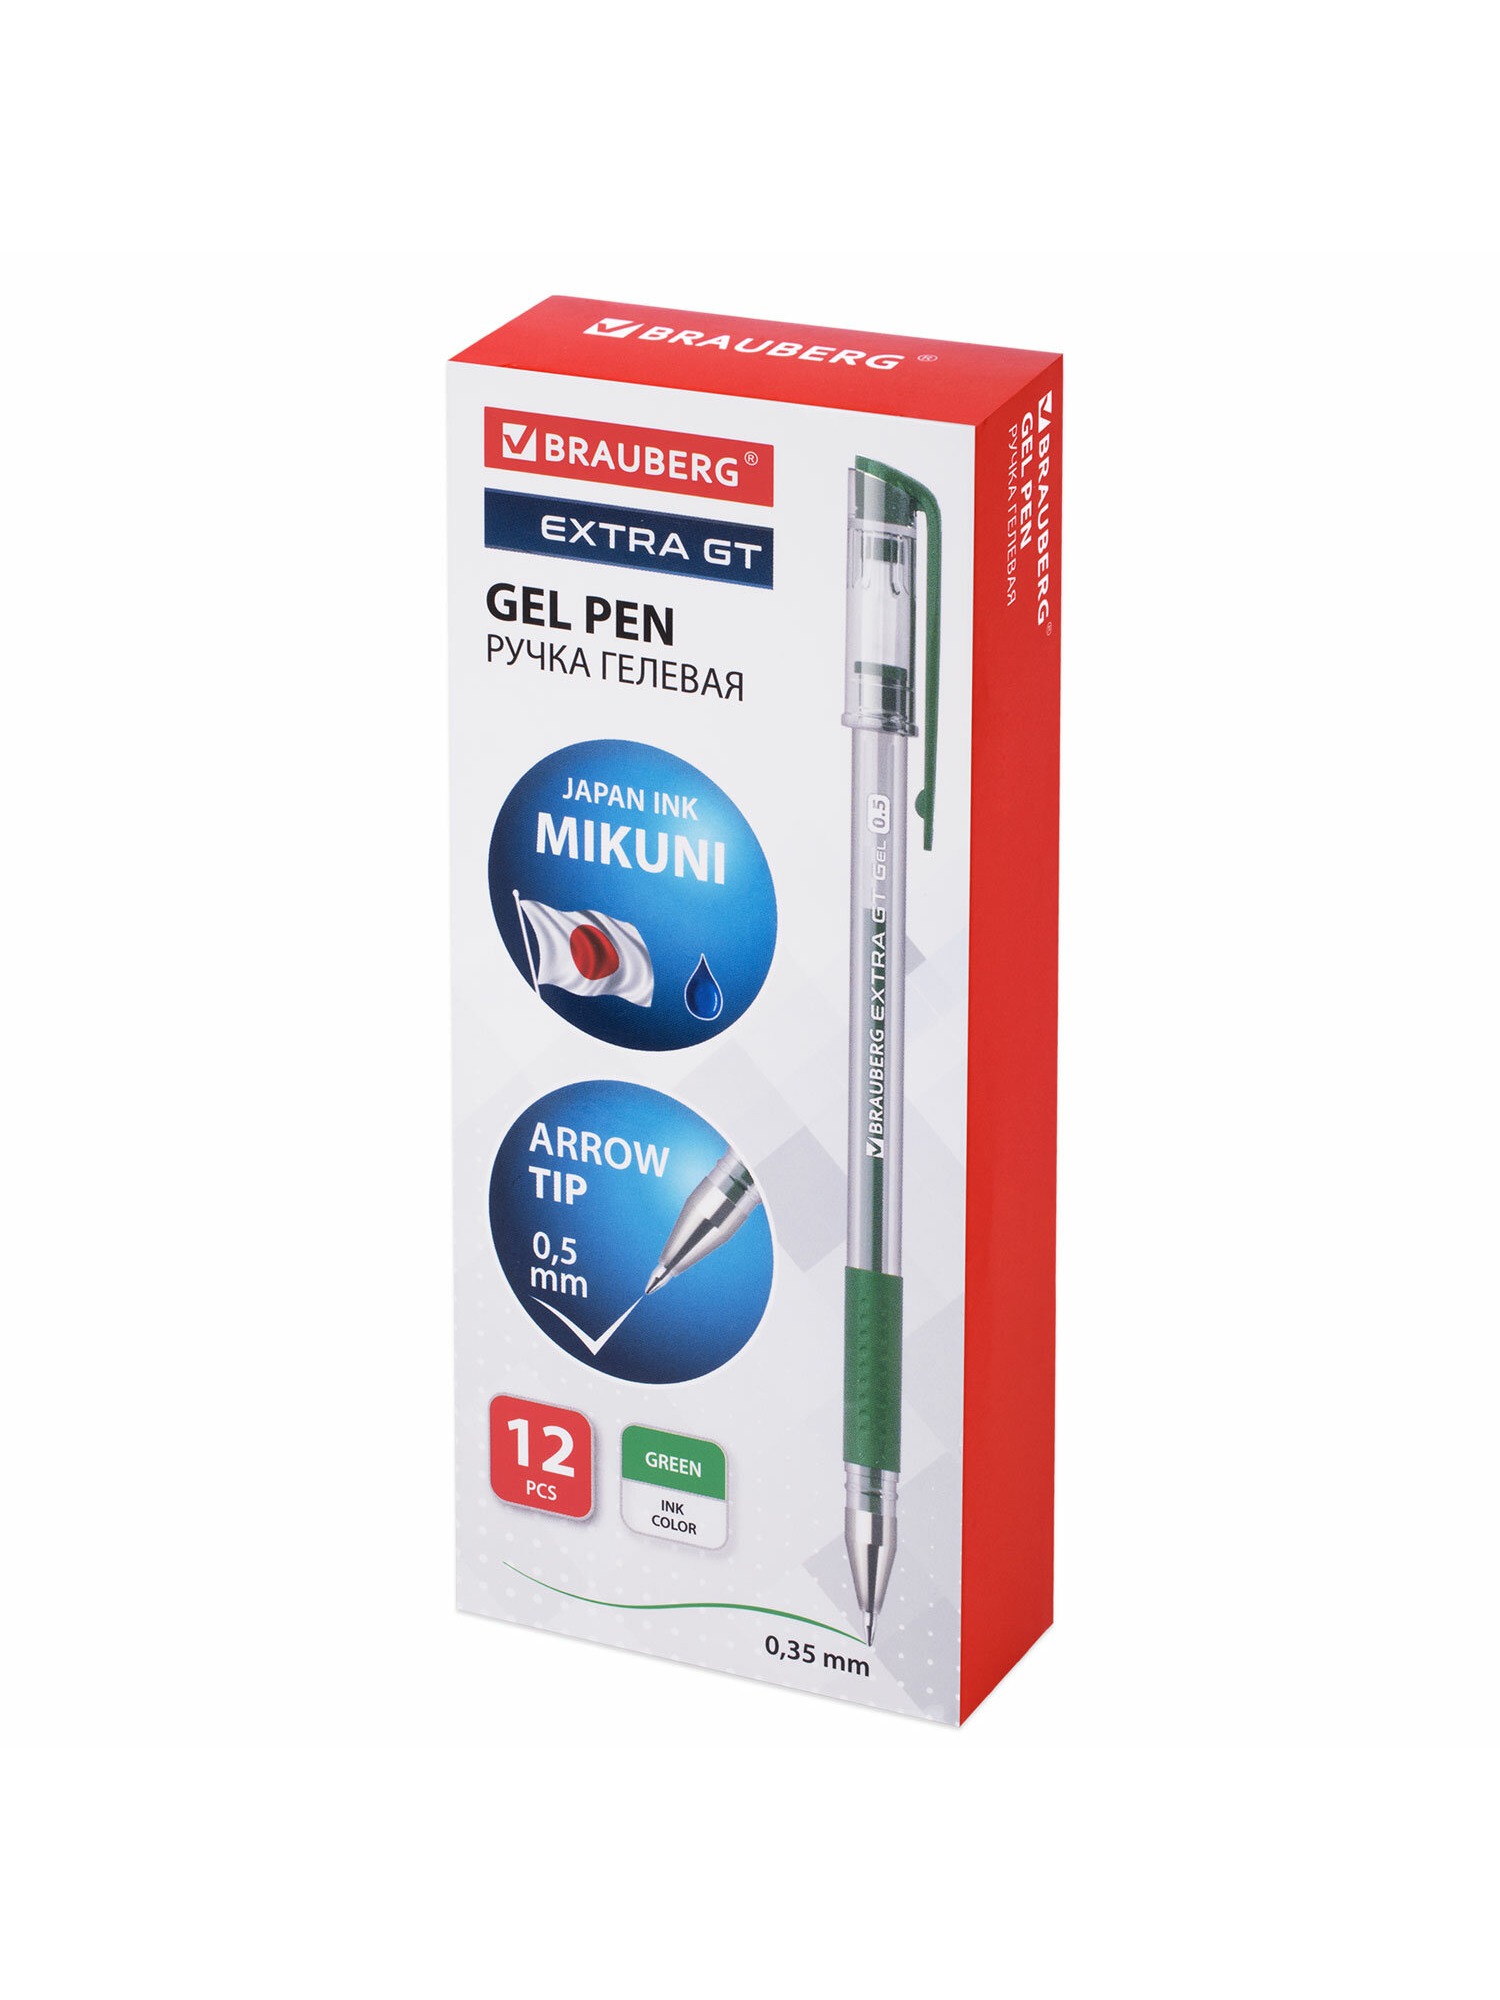 BRAUBERG ®
BRAUBERG ®
EXTRA GT
GEL PEN
РУЧКА ГЕЛЕВАЯ
JAPAN INK
MIKUNI
ARROW
TIP
0,5
mm
12
PCS
GREEN
INK
COLOR
0,35 mm
BRAUBERG EXTRA GT GEL 0.5
BRAUBERG ®
GEL PEN
РУЧКА ГЕЛЕВАЯ